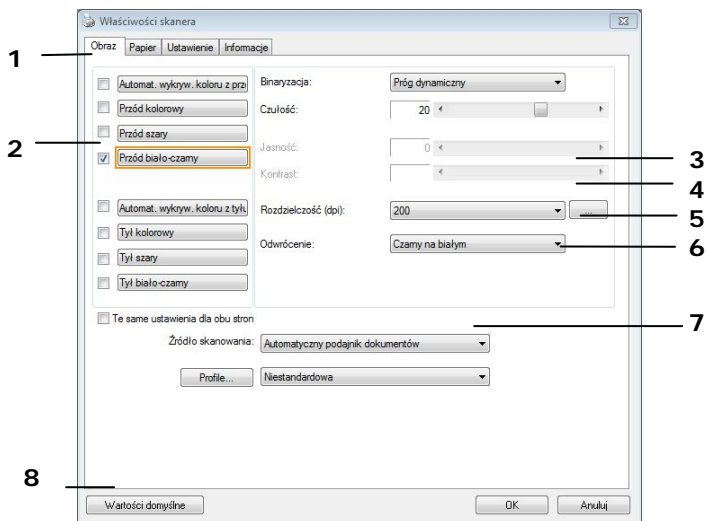 Właściwości skanera
Obraz Papier Ustawienie Informacje
1
Automat. wykryw. koloru z prz
Binaryzacja: Próg dynamiczny
Przód kolorowy
Czułość: 20
Przód szary
2
Jasność: 0
3
Przód biało-czarny
Kontrast:
4
Automat. wykryw. koloru z tyłu
Rozdzielczość (dpi): 200 ...
5
Tył kolorowy
Odwrócenie: Czarny na białym
6
Tył szary
Tył biało-czarny
Te same ustawienia dla obu stron
7
Źródło skanowania: Automatyczny podajnik dokumentów
Profile... Niestandardowa
8
Wartości domyślne OK Anuluj